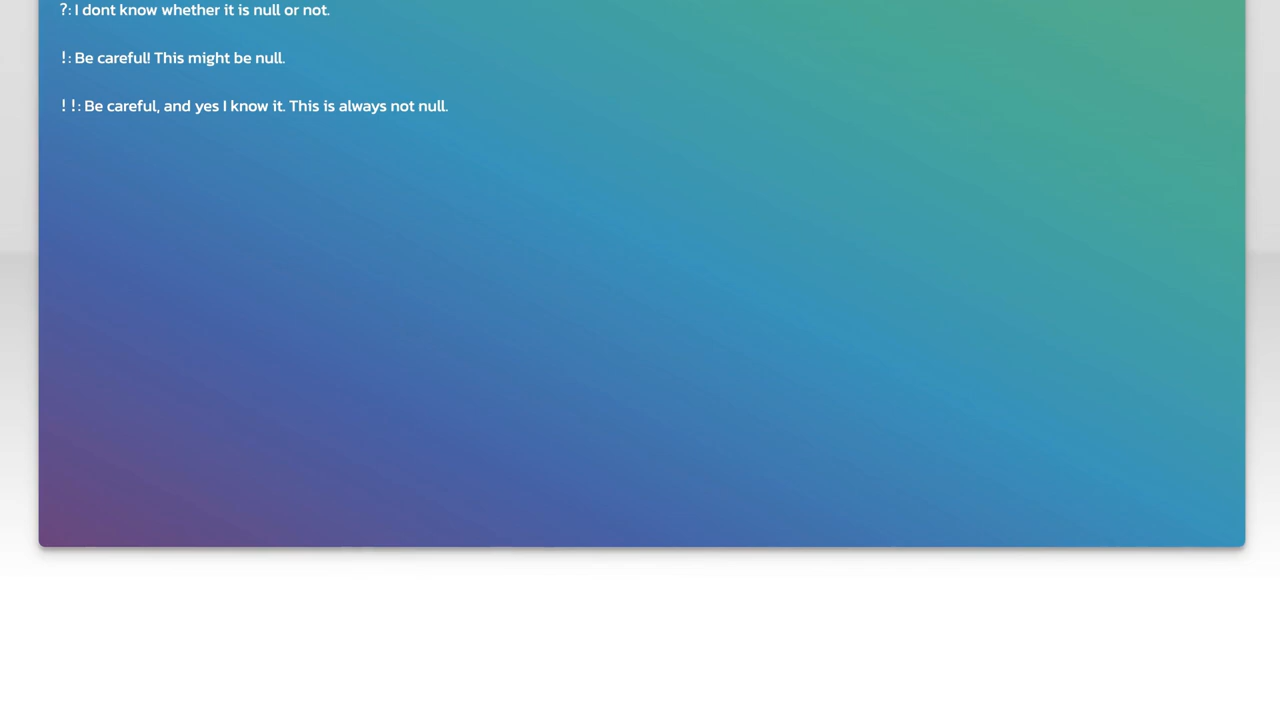 ?: I dont know whether it is null or not.
!: Be careful! This might be null.
!!: Be careful, and yes I know it. This is always not null.